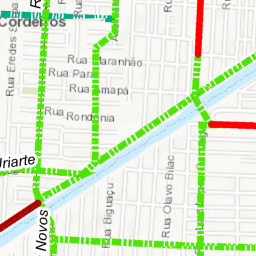 Cordeiros
Rua Eredes S
Rua Maranhão
Rua Pará
Rua Amapá
Rua Rondônia
Uriarte
Novos
Rua Biguaçu
Rua Olavo Bilac